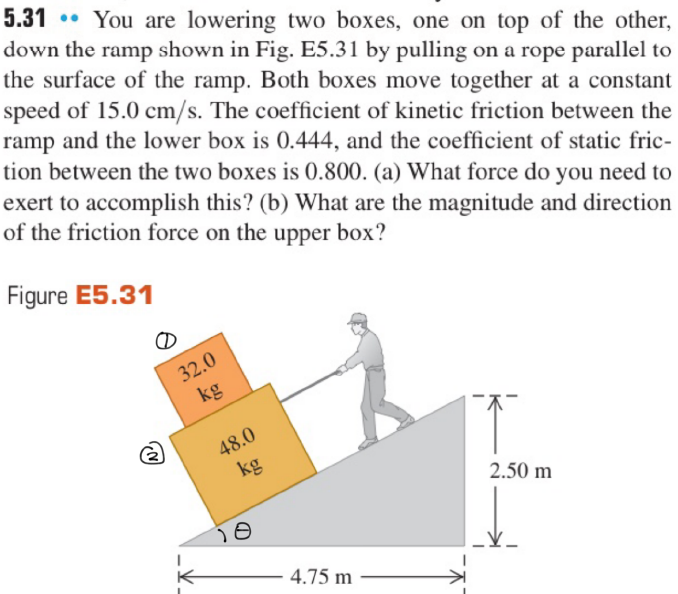 5.31 •• You are lowering two boxes, one on top of the other,
down the ramp shown in Fig. E5.31 by pulling on a rope parallel to
the surface of the ramp. Both boxes move together at a constant
speed of 15.0 cm/s. The coefficient of kinetic friction between the
ramp and the lower box is 0.444, and the coefficient of static fric-
tion between the two boxes is 0.800. (a) What force do you need to
exert to accomplish this? (b) What are the magnitude and direction
of the friction force on the upper box?
Figure E5.31
①
32.0
kg
②
48.0
kg
θ
2.50 m
4.75 m